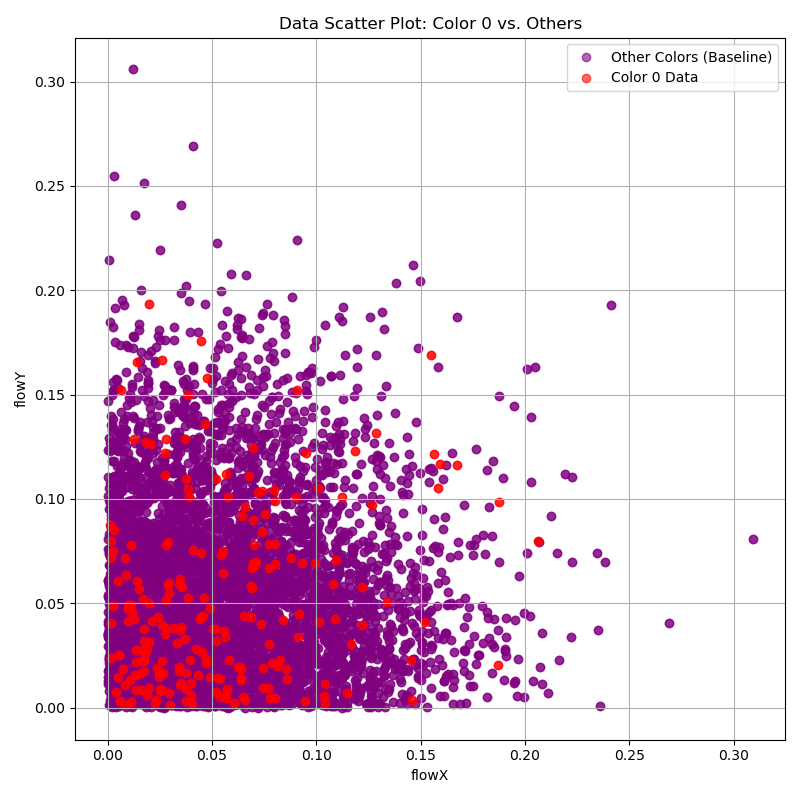 Data Scatter Plot: Color 0 vs. Others
Other Colors (Baseline)
Color 0 Data
flowY
0.30
0.25
0.20
0.15
0.10
0.05
0.00
0.00 0.05 0.10 0.15 0.20 0.25 0.30
flowX